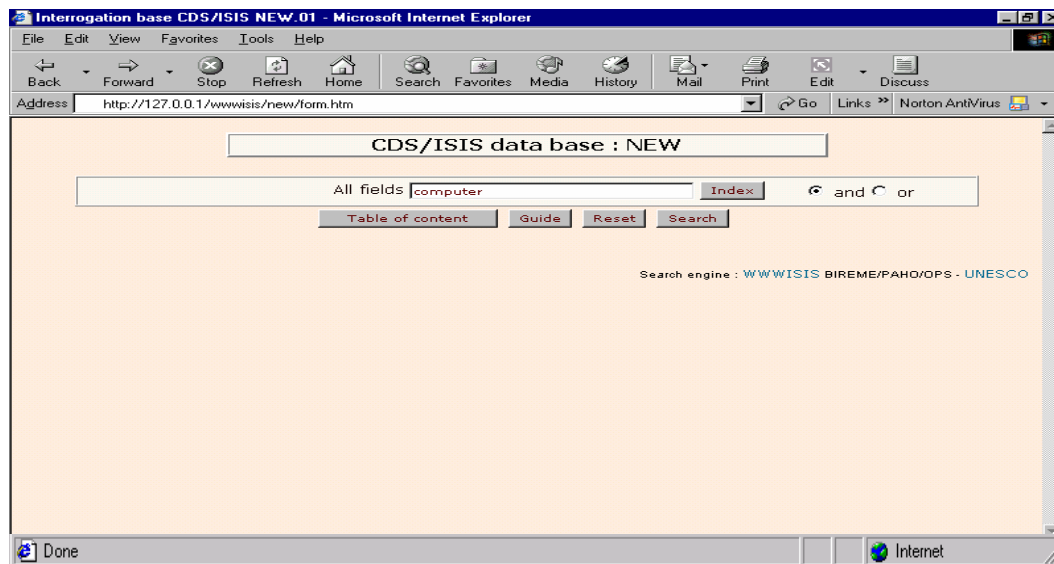 Interrogation base CDS/ISIS NEW.01 - Microsoft Internet Explorer
File Edit View Favorites Tools Help
Back Forward Stop Refresh Home Search Favorites Media History Mail Print Edit Discuss
Address http://127.0.0.1/wwwisis/new/form.htm Go Links » Norton AntiVirus
CDS/ISIS data base : NEW
All fields computer Index and or
Table of content Guide Reset Search
Search engine : WWWISIS BIREME/PAHO/OPS - UNESCO
Done Internet